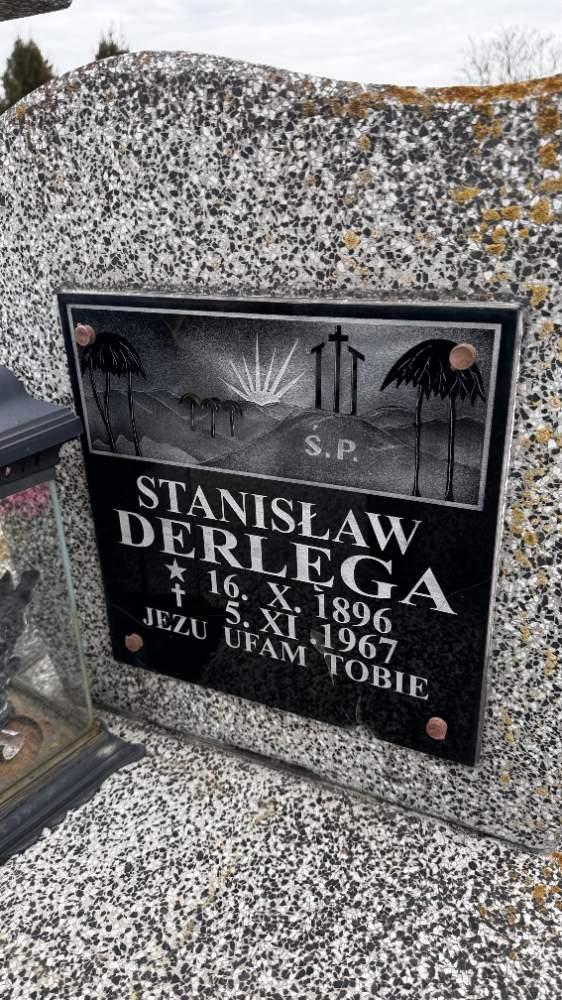 Ś.P.
STANISŁAW
DERLĘGA
★ 16. X. 1896
✝ 5. XI .1967
JEZU UFAM TOBIE